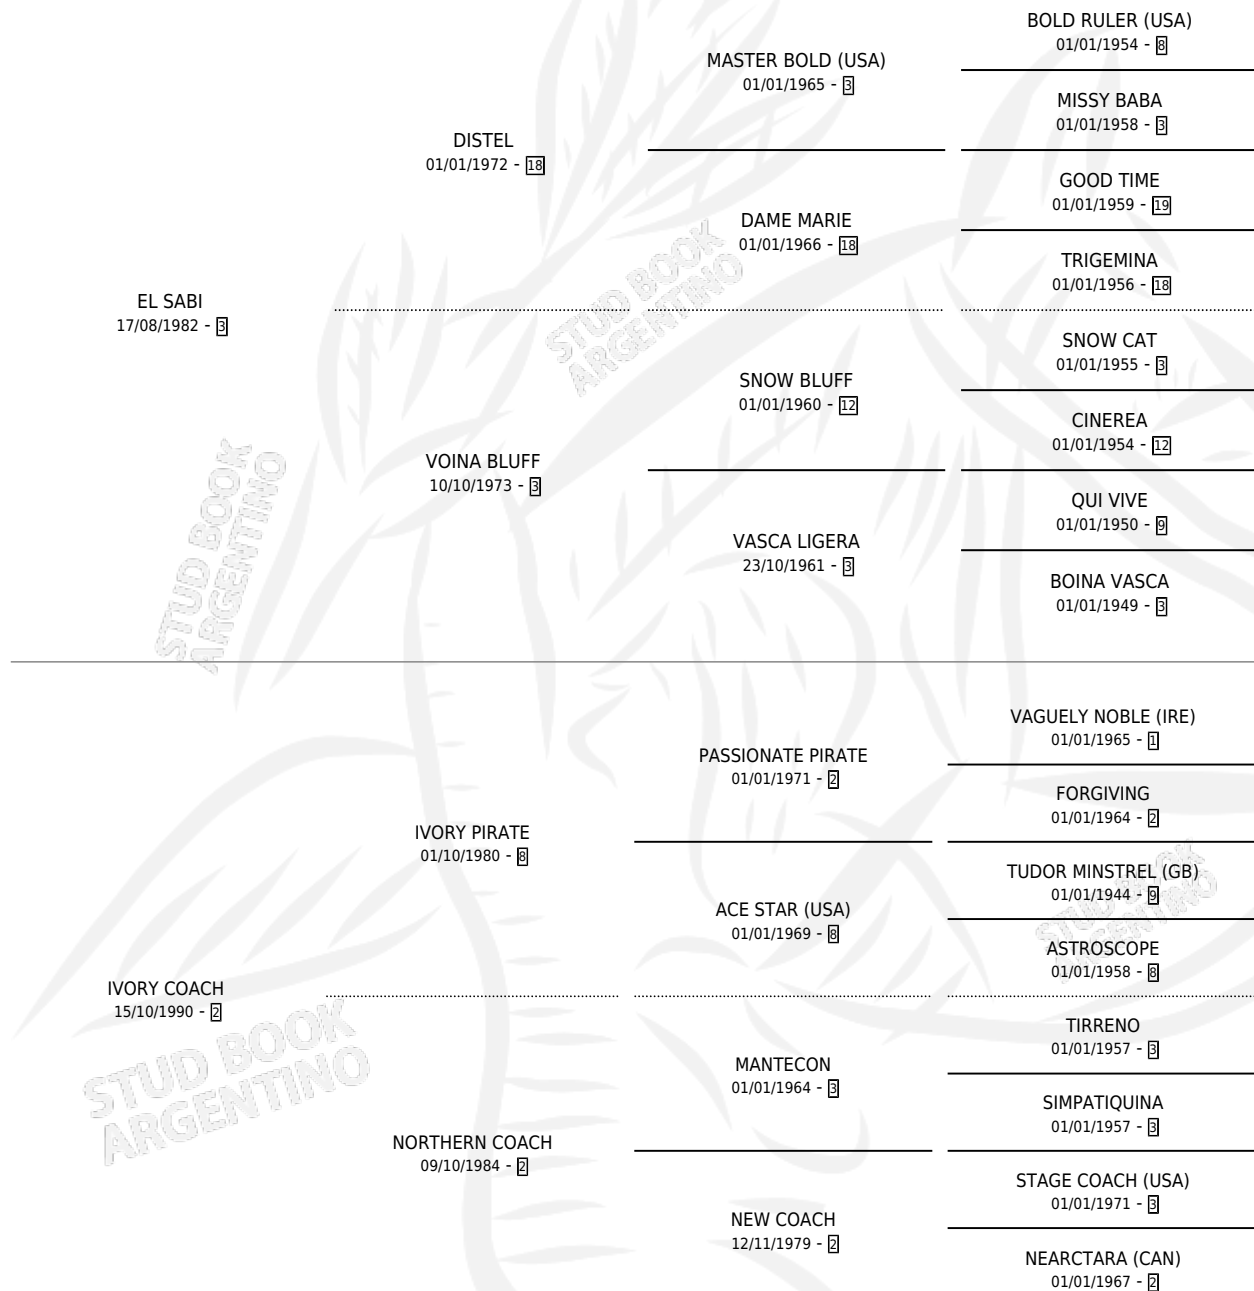 BOLD RULER (USA)
01/01/1954 - 8
MASTER BOLD (USA)
01/01/1965 - 3
MISSY BABA
01/01/1958 - 3
DISTEL
01/01/1972 - 18
GOOD TIME
01/01/1959 - 19
DAME MARIE
01/01/1966 - 18
TRIGEMINA
01/01/1956 - 18
EL SABI
17/08/1982 - 3
SNOW CAT
01/01/1955 - 3
SNOW BLUFF
01/01/1960 - 12
CINEREA
01/01/1954 - 12
VOINA BLUFF
10/10/1973 - 3
QUI VIVE
01/01/1950 - 9
VASCA LIGERA
23/10/1961 - 3
BOINA VASCA
01/01/1949 - 3
VAGUELY NOBLE (IRE)
01/01/1965 - 1
PASSIONATE PIRATE
01/01/1971 - 2
FORGIVING
01/01/1964 - 2
IVORY PIRATE
01/10/1980 - 8
TUDOR MINSTREL (GB)
01/01/1944 - 9
ACE STAR (USA)
01/01/1969 - 8
ASTROSCOPE
01/01/1958 - 8
IVORY COACH
15/10/1990 - 2
TIRRENO
01/01/1957 - 3
MANTECON
01/01/1964 - 3
SIMPATIQUINA
01/01/1957 - 3
NORTHERN COACH
09/10/1984 - 2
STAGE COACH (USA)
01/01/1971 - 3
NEW COACH
12/11/1979 - 2
NEARCTARA (CAN)
01/01/1967 - 2
STUD BOOK
ARGENTINO
STUD BOOK
ARGENTINO
STUD BOOK
ARGENTINO
STUD BOOK
ARGENTINO